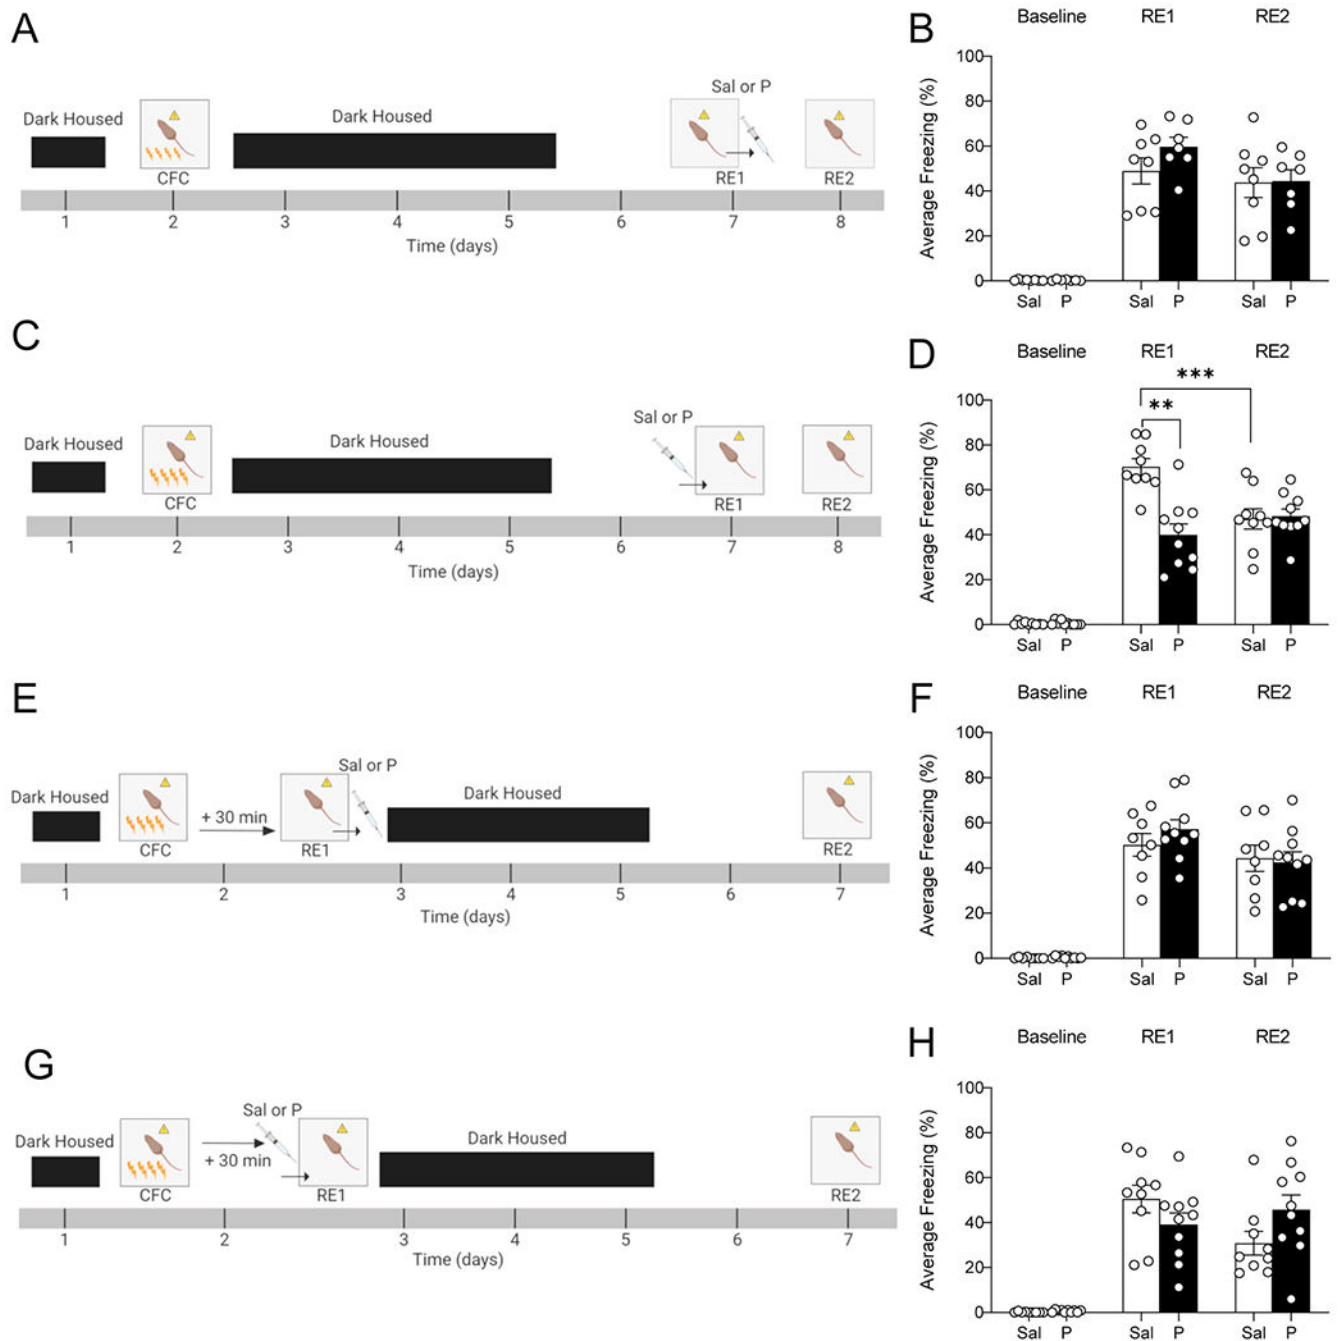 A
Dark Housed
CFC
Dark Housed
Sal or P
RE1
RE2
1 2 3 4 5 6 7 8
Time (days)
B
Baseline RE1 RE2
Average Freezing (%)
100
80
60
40
20
0
Sal P Sal P Sal P
C
Dark Housed
CFC
Dark Housed
Sal or P
RE1
RE2
1 2 3 4 5 6 7 8
Time (days)
D
Baseline RE1 RE2
***
**
Average Freezing (%)
100
80
60
40
20
0
Sal P Sal P Sal P
E
Dark Housed
CFC
+ 30 min
Sal or P
RE1
Dark Housed
RE2
1 2 3 4 5 6 7
Time (days)
F
Baseline RE1 RE2
Average Freezing (%)
100
80
60
40
20
0
Sal P Sal P Sal P
G
Dark Housed
CFC
Sal or P
+ 30 min
RE1
Dark Housed
RE2
1 2 3 4 5 6 7
Time (days)
H
Baseline RE1 RE2
Average Freezing (%)
100
80
60
40
20
0
Sal P Sal P Sal P